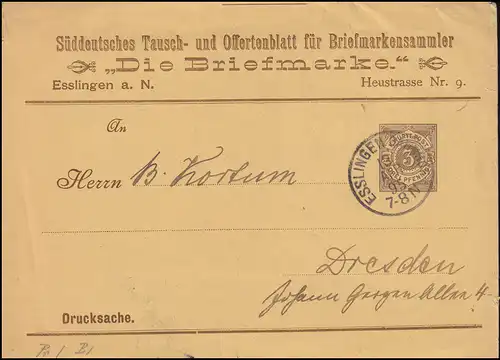 Süddeutsches Tausch- und Offertenblatt für Briefmarkensammler
„Die Briefmarke“
Esslingen a. N. Heustrasse Nr. 9.
An
Herrn B. Kortum
ESSLINGEN
7-8 N
3
Dresden
Johann Georgen Allee 4
Drucksache.